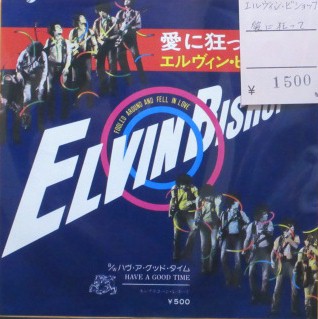 エルヴィン・ビショップ
愛に狂って
¥ 1500
愛に狂っ
エルヴィン・ビ
FOOLED AROUND AND FELL IN LOVE
ELVIN BISHO
ハヴ・ア・グッド・タイム
HAVE A GOOD TIME
¥500